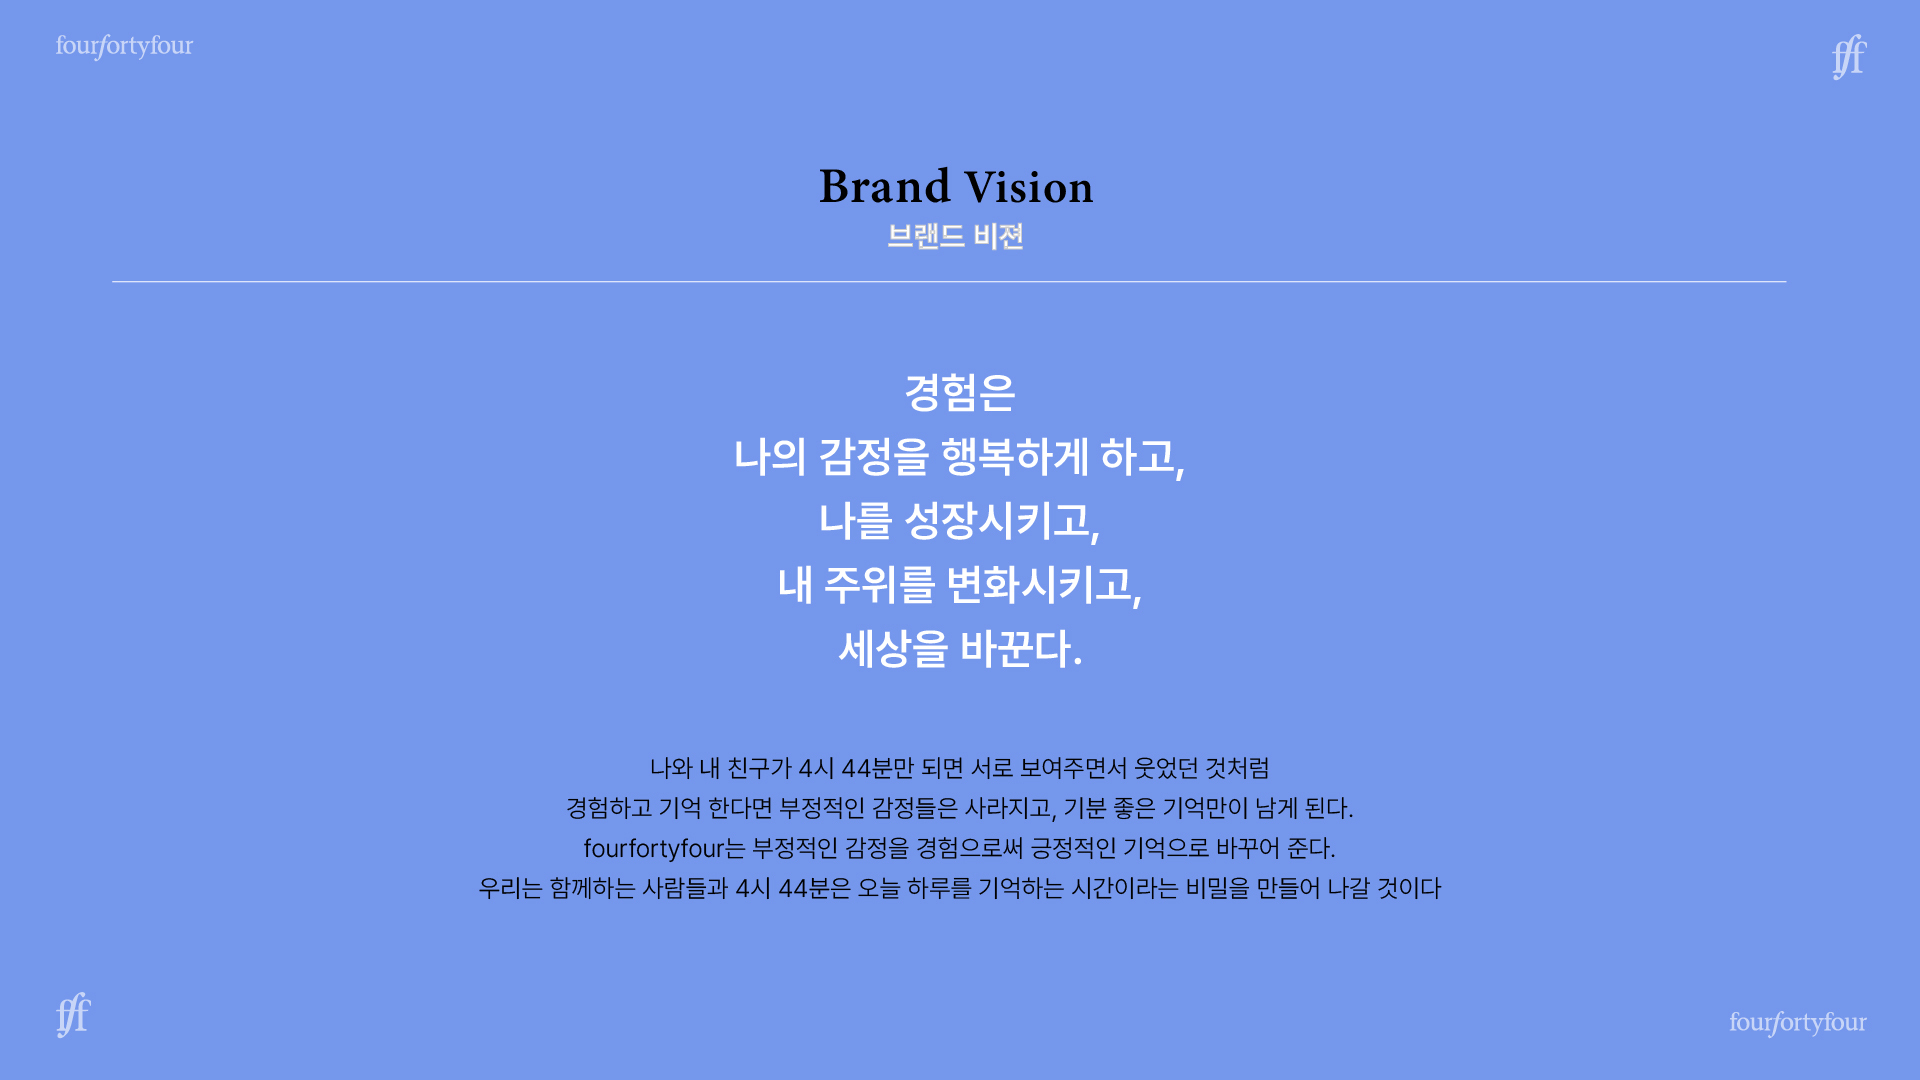 fourfortyfour
fff
Brand Vision
브랜드 비젼
경험은
나의 감정을 행복하게 하고,
나를 성장시키고,
내 주위를 변화시키고,
세상을 바꾼다.
나와 내 친구가 4시 44분만 되면 서로 보여주면서 웃었던 것처럼
경험하고 기억 한다면 부정적인 감정들은 사라지고, 기분 좋은 기억만이 남게 된다.
fourfortyfour는 부정적인 감정을 경험으로써 긍정적인 기억으로 바꾸어 준다.
우리는 함께하는 사람들과 4시 44분은 오늘 하루를 기억하는 시간이라는 비밀을 만들어 나갈 것이다
fff
fourfortyfour